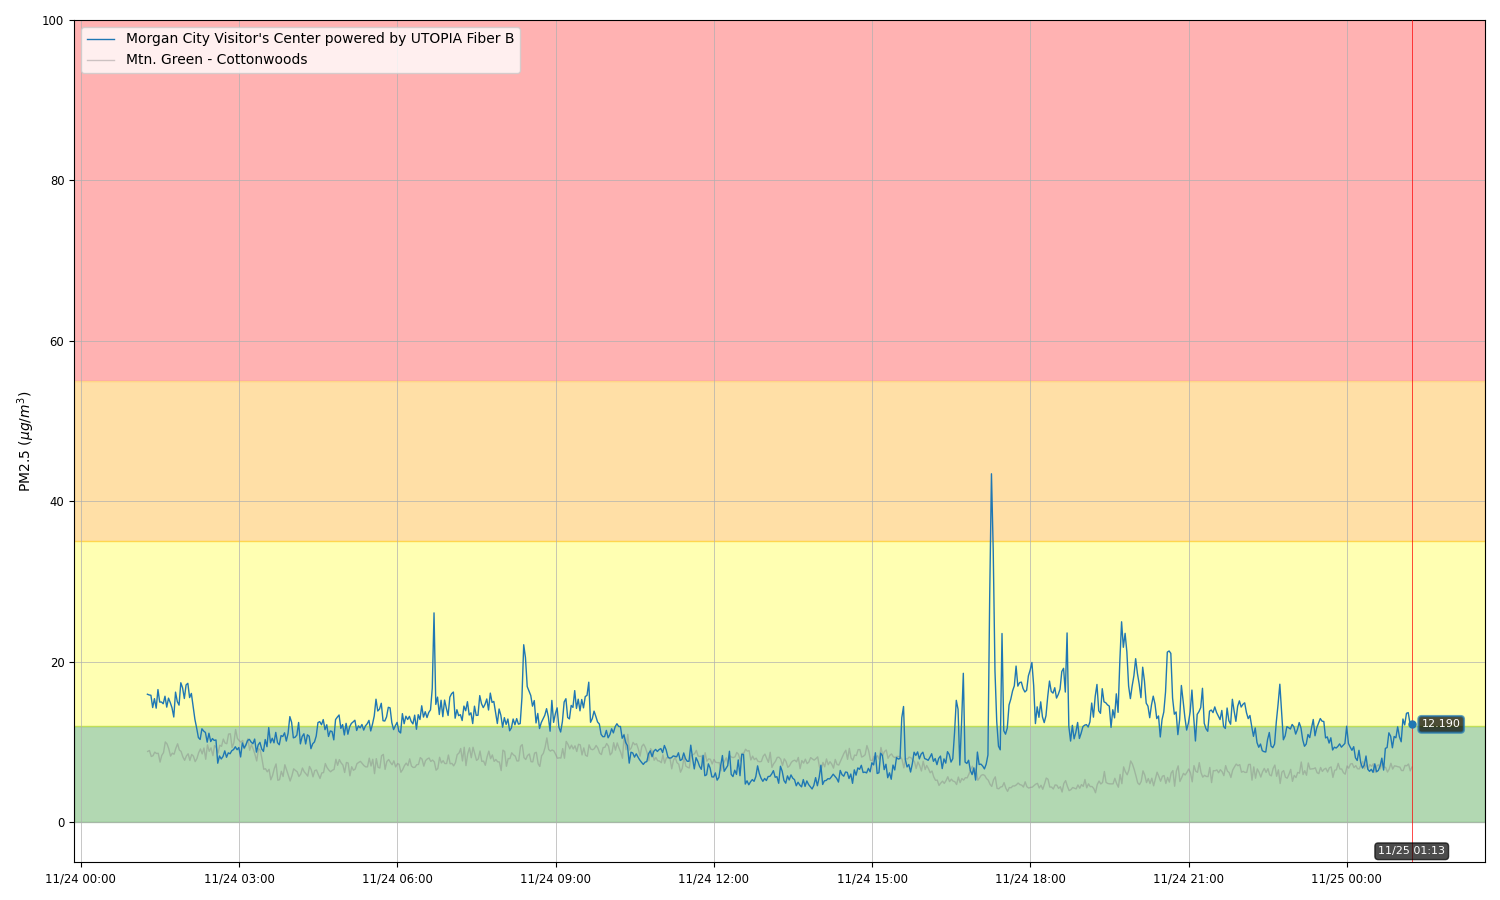 100
80
60
40
20
0
PM2.5 (μg/m³)
Morgan City Visitor's Center powered by UTOPIA Fiber B
Mtn. Green - Cottonwoods
12.190
11/25 01:13
11/24 00:00 11/24 03:00 11/24 06:00 11/24 09:00 11/24 12:00 11/24 15:00 11/24 18:00 11/24 21:00 11/25 00:00